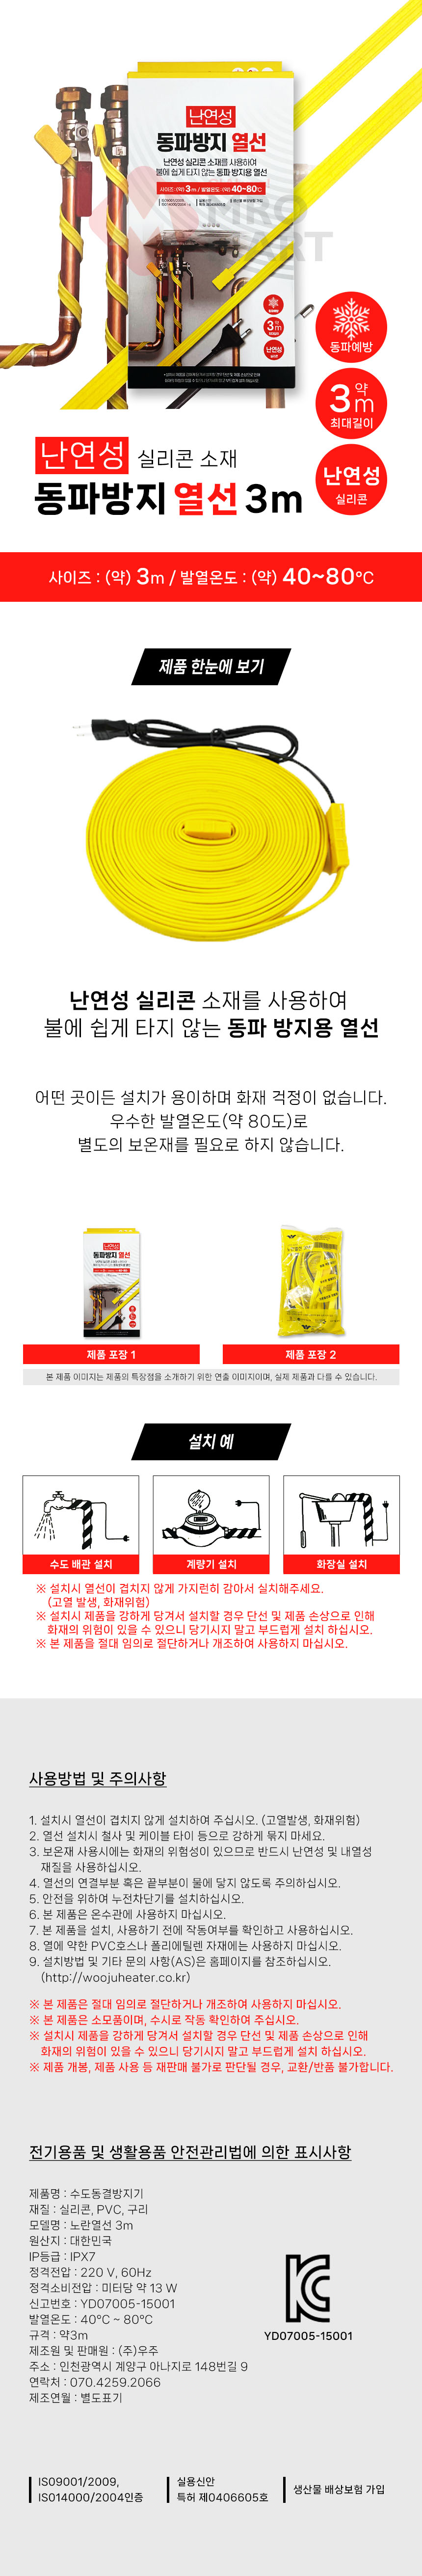 난연성
동파방지 열선
난연성 실리콘 소재를 사용하여
불에 쉽게 타지 않는 동파 방지용 열선
사이즈 : (약) 3m / 발열온도 : (약) 40~80℃
동파예방
약
3m
최대길이
난연성
실리콘
난연성 실리콘 소재
동파방지 열선 3m
사이즈 : (약) 3m / 발열온도 : (약) 40~80℃
제품 한눈에 보기
난연성 실리콘 소재를 사용하여
불에 쉽게 타지 않는 동파 방지용 열선
어떤 곳이든 설치가 용이하며 화재 걱정이 없습니다.
우수한 발열온도(약 80도)로
별도의 보온재를 필요로 하지 않습니다.
난연성
동파방지 열선
제품 포장 1
제품 포장 2
본 제품 이미지는 제품의 특장점을 소개하기 위한 연출 이미지이며, 실제 제품과 다를 수 있습니다.
설치 예
수도 배관 설치
계량기 설치
화장실 설치
※ 설치시 열선이 겹치지 않게 가지런히 감아서 실치해주세요.
(고열 발생, 화재위험)
※ 설치시 제품을 강하게 당겨서 설치할 경우 단선 및 제품 손상으로 인해
화재의 위험이 있을 수 있으니 당기시지 말고 부드럽게 설치 하십시오.
※ 본 제품을 절대 임의로 절단하거나 개조하여 사용하지 마십시오.
사용방법 및 주의사항
1. 설치시 열선이 겹치지 않게 설치하여 주십시오. (고열발생, 화재위험)
2. 열선 설치시 철사 및 케이블 타이 등으로 강하게 묶지 마세요.
3. 보온재 사용시에는 화재의 위험성이 있으므로 반드시 난연성 및 내열성
재질을 사용하십시오.
4. 열선의 연결부분 혹은 끝부분이 물에 닿지 않도록 주의하십시오.
5. 안전을 위하여 누전차단기를 설치하십시오.
6. 본 제품은 온수관에 사용하지 마십시오.
7. 본 제품을 설치, 사용하기 전에 작동여부를 확인하고 사용하십시오.
8. 열에 약한 PVC호스나 폴리에틸렌 자재에는 사용하지 마십시오.
9. 설치방법 및 기타 문의 사항(AS)은 홈페이지를 참조하십시오.
(http://woojuheater.co.kr)
※ 본 제품은 절대 임의로 절단하거나 개조하여 사용하지 마십시오.
※ 본 제품은 소모품이며, 수시로 작동 확인하여 주십시오.
※ 설치시 제품을 강하게 당겨서 설치할 경우 단선 및 제품 손상으로 인해
화재의 위험이 있을 수 있으니 당기시지 말고 부드럽게 설치 하십시오.
※ 제품 개봉, 제품 사용 등 재판매 불가로 판단될 경우, 교환/반품 불가합니다.
전기용품 및 생활용품 안전관리법에 의한 표시사항
제품명 : 수도동결방지기
재질 : 실리콘, PVC, 구리
모델명 : 노란열선 3m
원산지 : 대한민국
IP등급 : IPX7
정격전압 : 220 V, 60Hz
정격소비전압 : 미터당 약 13 W
신고번호 : YD07005-15001
발열온도 : 40℃ ~ 80℃
규격 : 약3m
제조원 및 판매원 : (주)우주
주소 : 인천광역시 계양구 아나지로 148번길 9
연락처 : 070.4259.2066
제조연월 : 별도표기
YD07005-15001
ISO9001/2009,
ISO14000/2004인증
실용신안
특허 제0406605호
생산물 배상보험 가입